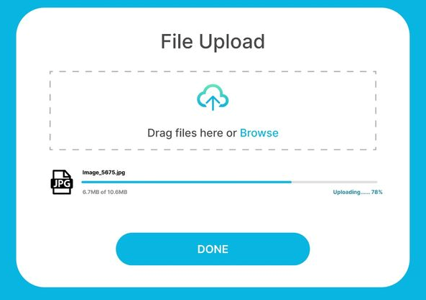 File Upload
Drag files here or Browse
Image_5675.jpg
JPG
6.7MB of 10.6MB
Uploading...... 78%
DONE